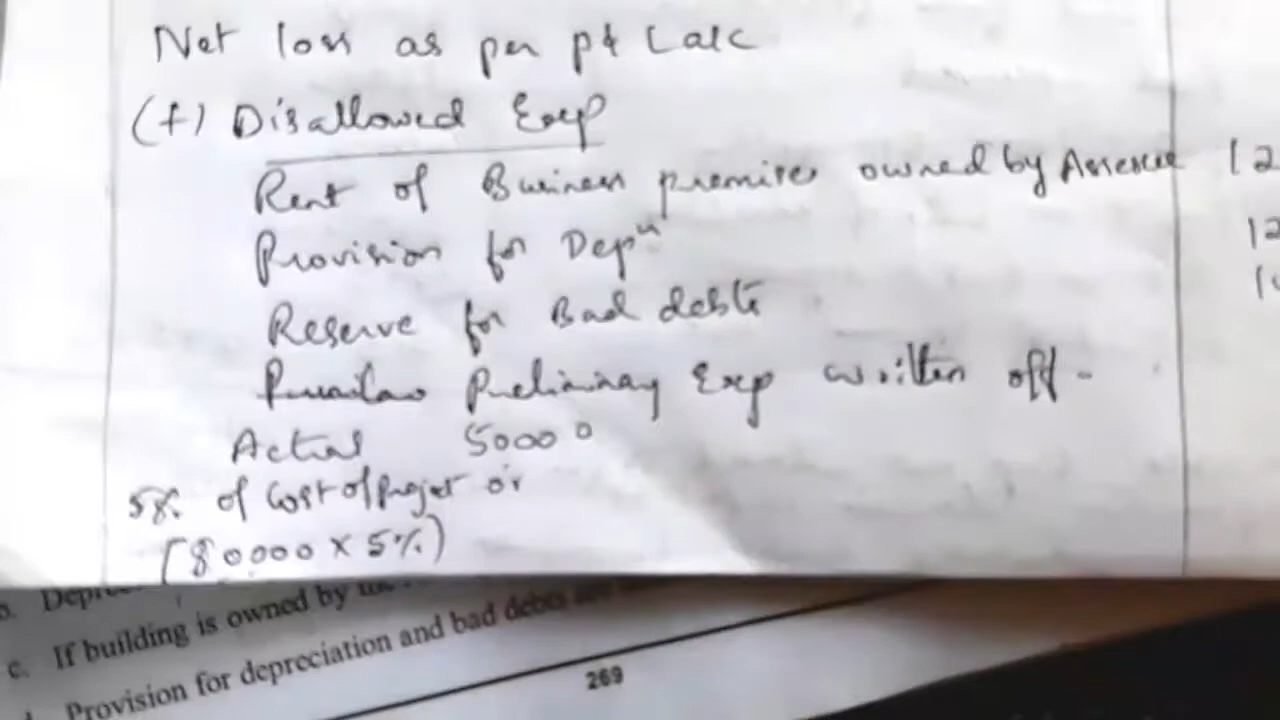 Net loss as per P& L a/c
(+) Disallowed Exp
Rent of Business premises owned by Assessee 12
Provision for Depⁿ 12
Reserve for Bad debts
Preliminary Exp written off -
Actual 50000
5% of Cost of Project or
[80000 X 5%)
c. If building is owned by
Provision for depreciation and bad debts
269